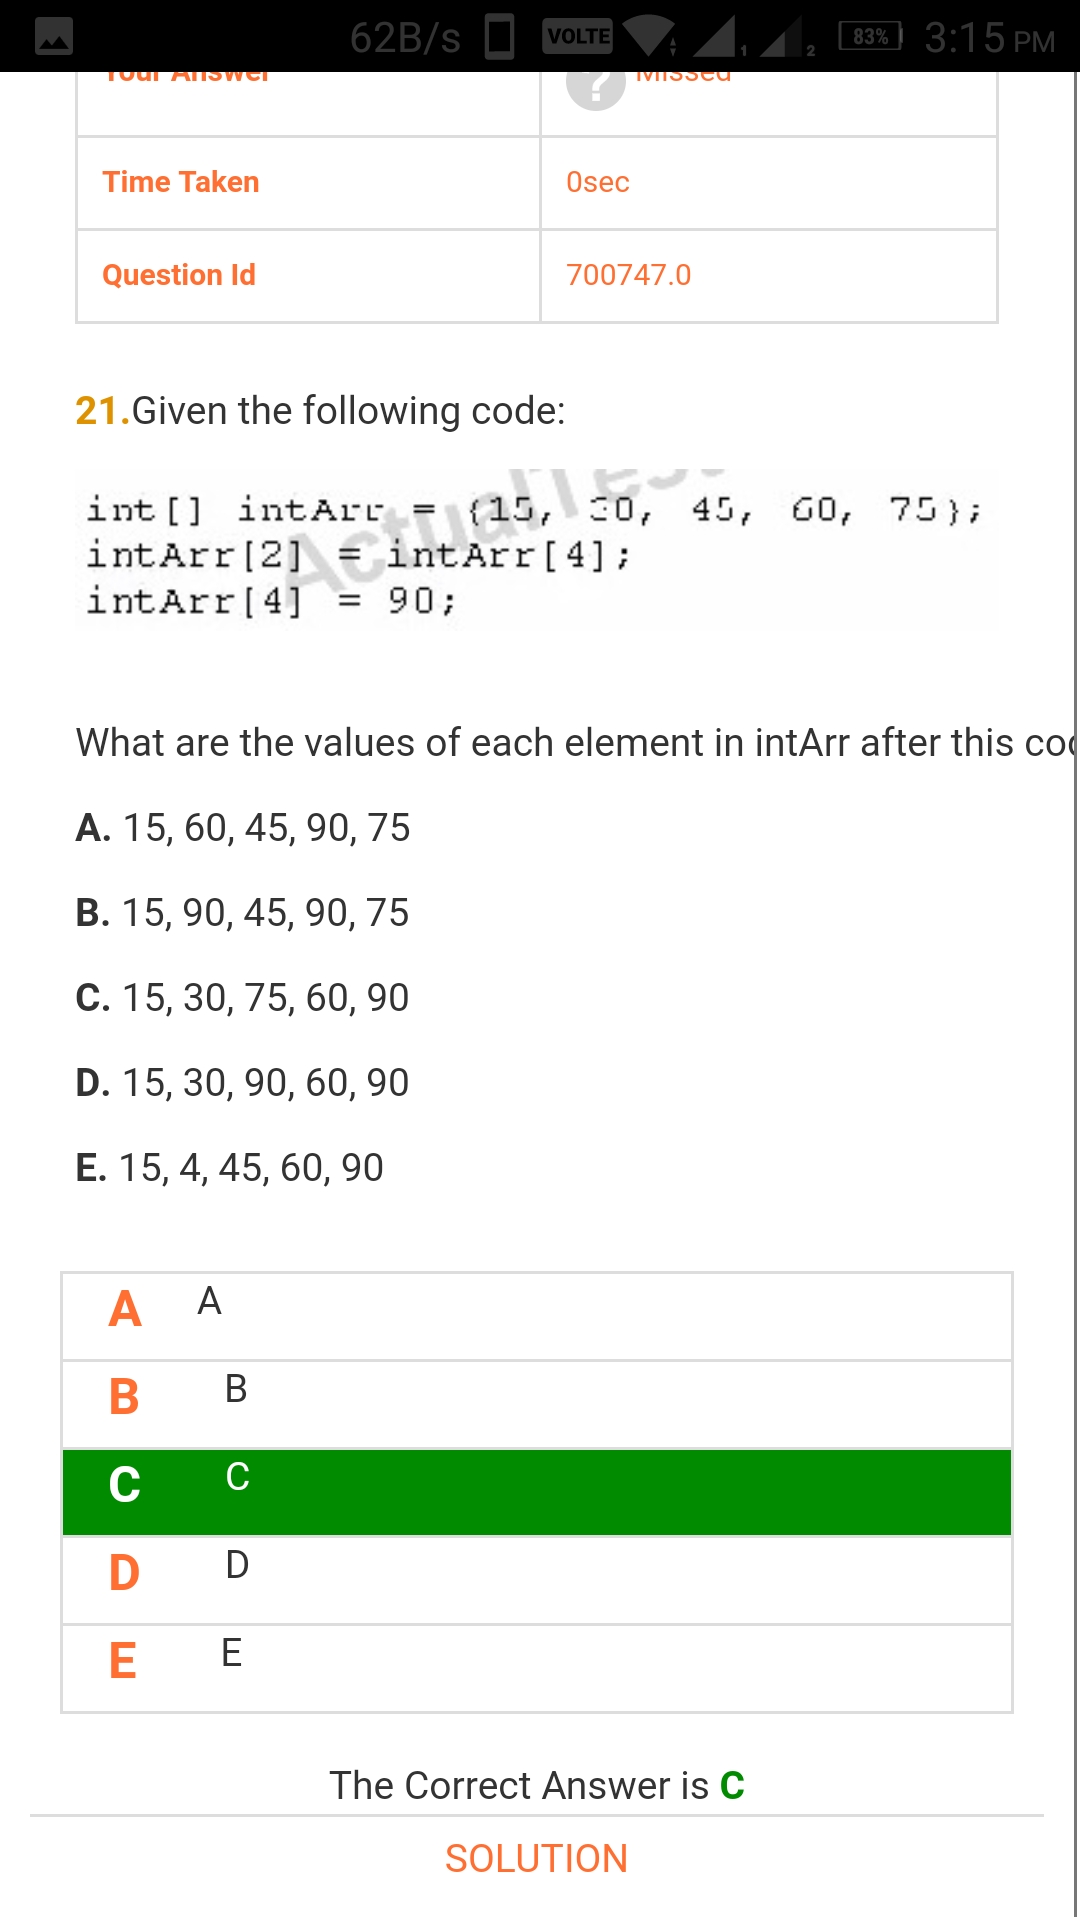 62B/s VOLTE 1 2 83% 3:15 PM
Your Answer ? Missed
Time Taken 0sec
Question Id 700747.0
21.Given the following code:
int[] intArr = {15, 30, 45, 60, 75};
intArr[2] = intArr[4];
intArr[4] = 90;
What are the values of each element in intArr after this
A. 15, 60, 45, 90, 75
B. 15, 90, 45, 90, 75
C. 15, 30, 75, 60, 90
D. 15, 30, 90, 60, 90
E. 15, 4, 45, 60, 90
A A
B B
C C
D D
E E
The Correct Answer is C
SOLUTION